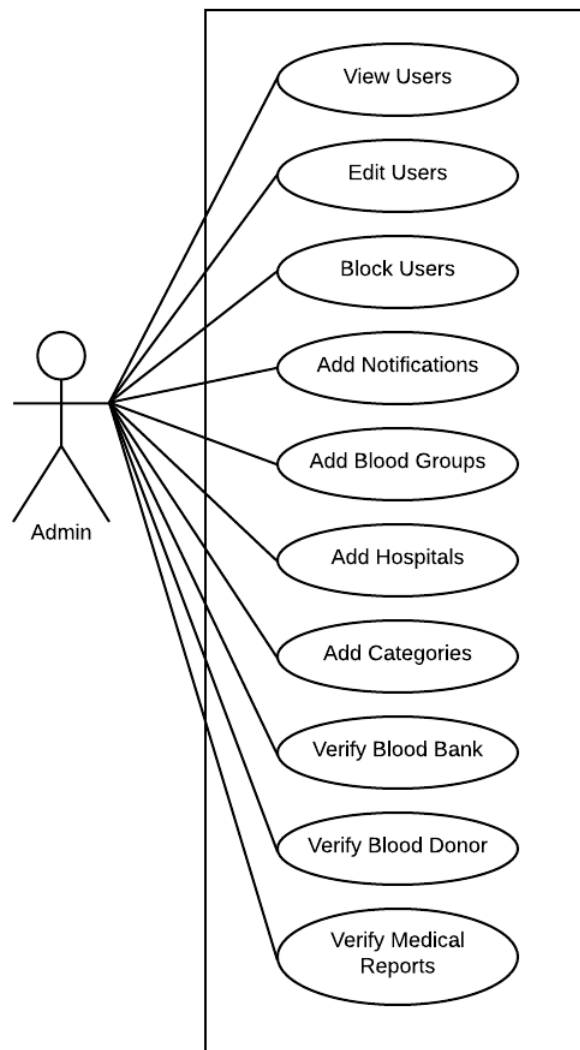 View Users
Edit Users
Block Users
Add Notifications
Add Blood Groups
Admin
Add Hospitals
Add Categories
Verify Blood Bank
Verify Blood Donor
Verify Medical
Reports